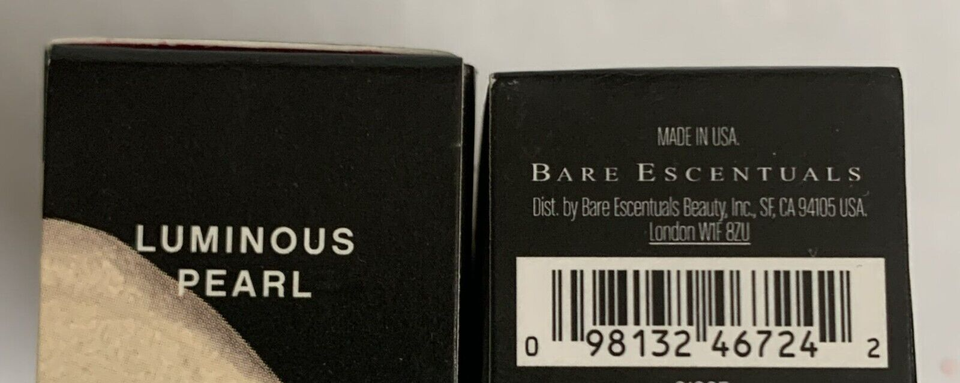 LUMINOUS
PEARL
MADE IN USA.
BARE ESCENTUALS
Dist. by Bare Escentuals Beauty, Inc., SF, CA 94105 USA.
London W1F 8ZU
0 98132 46724 2